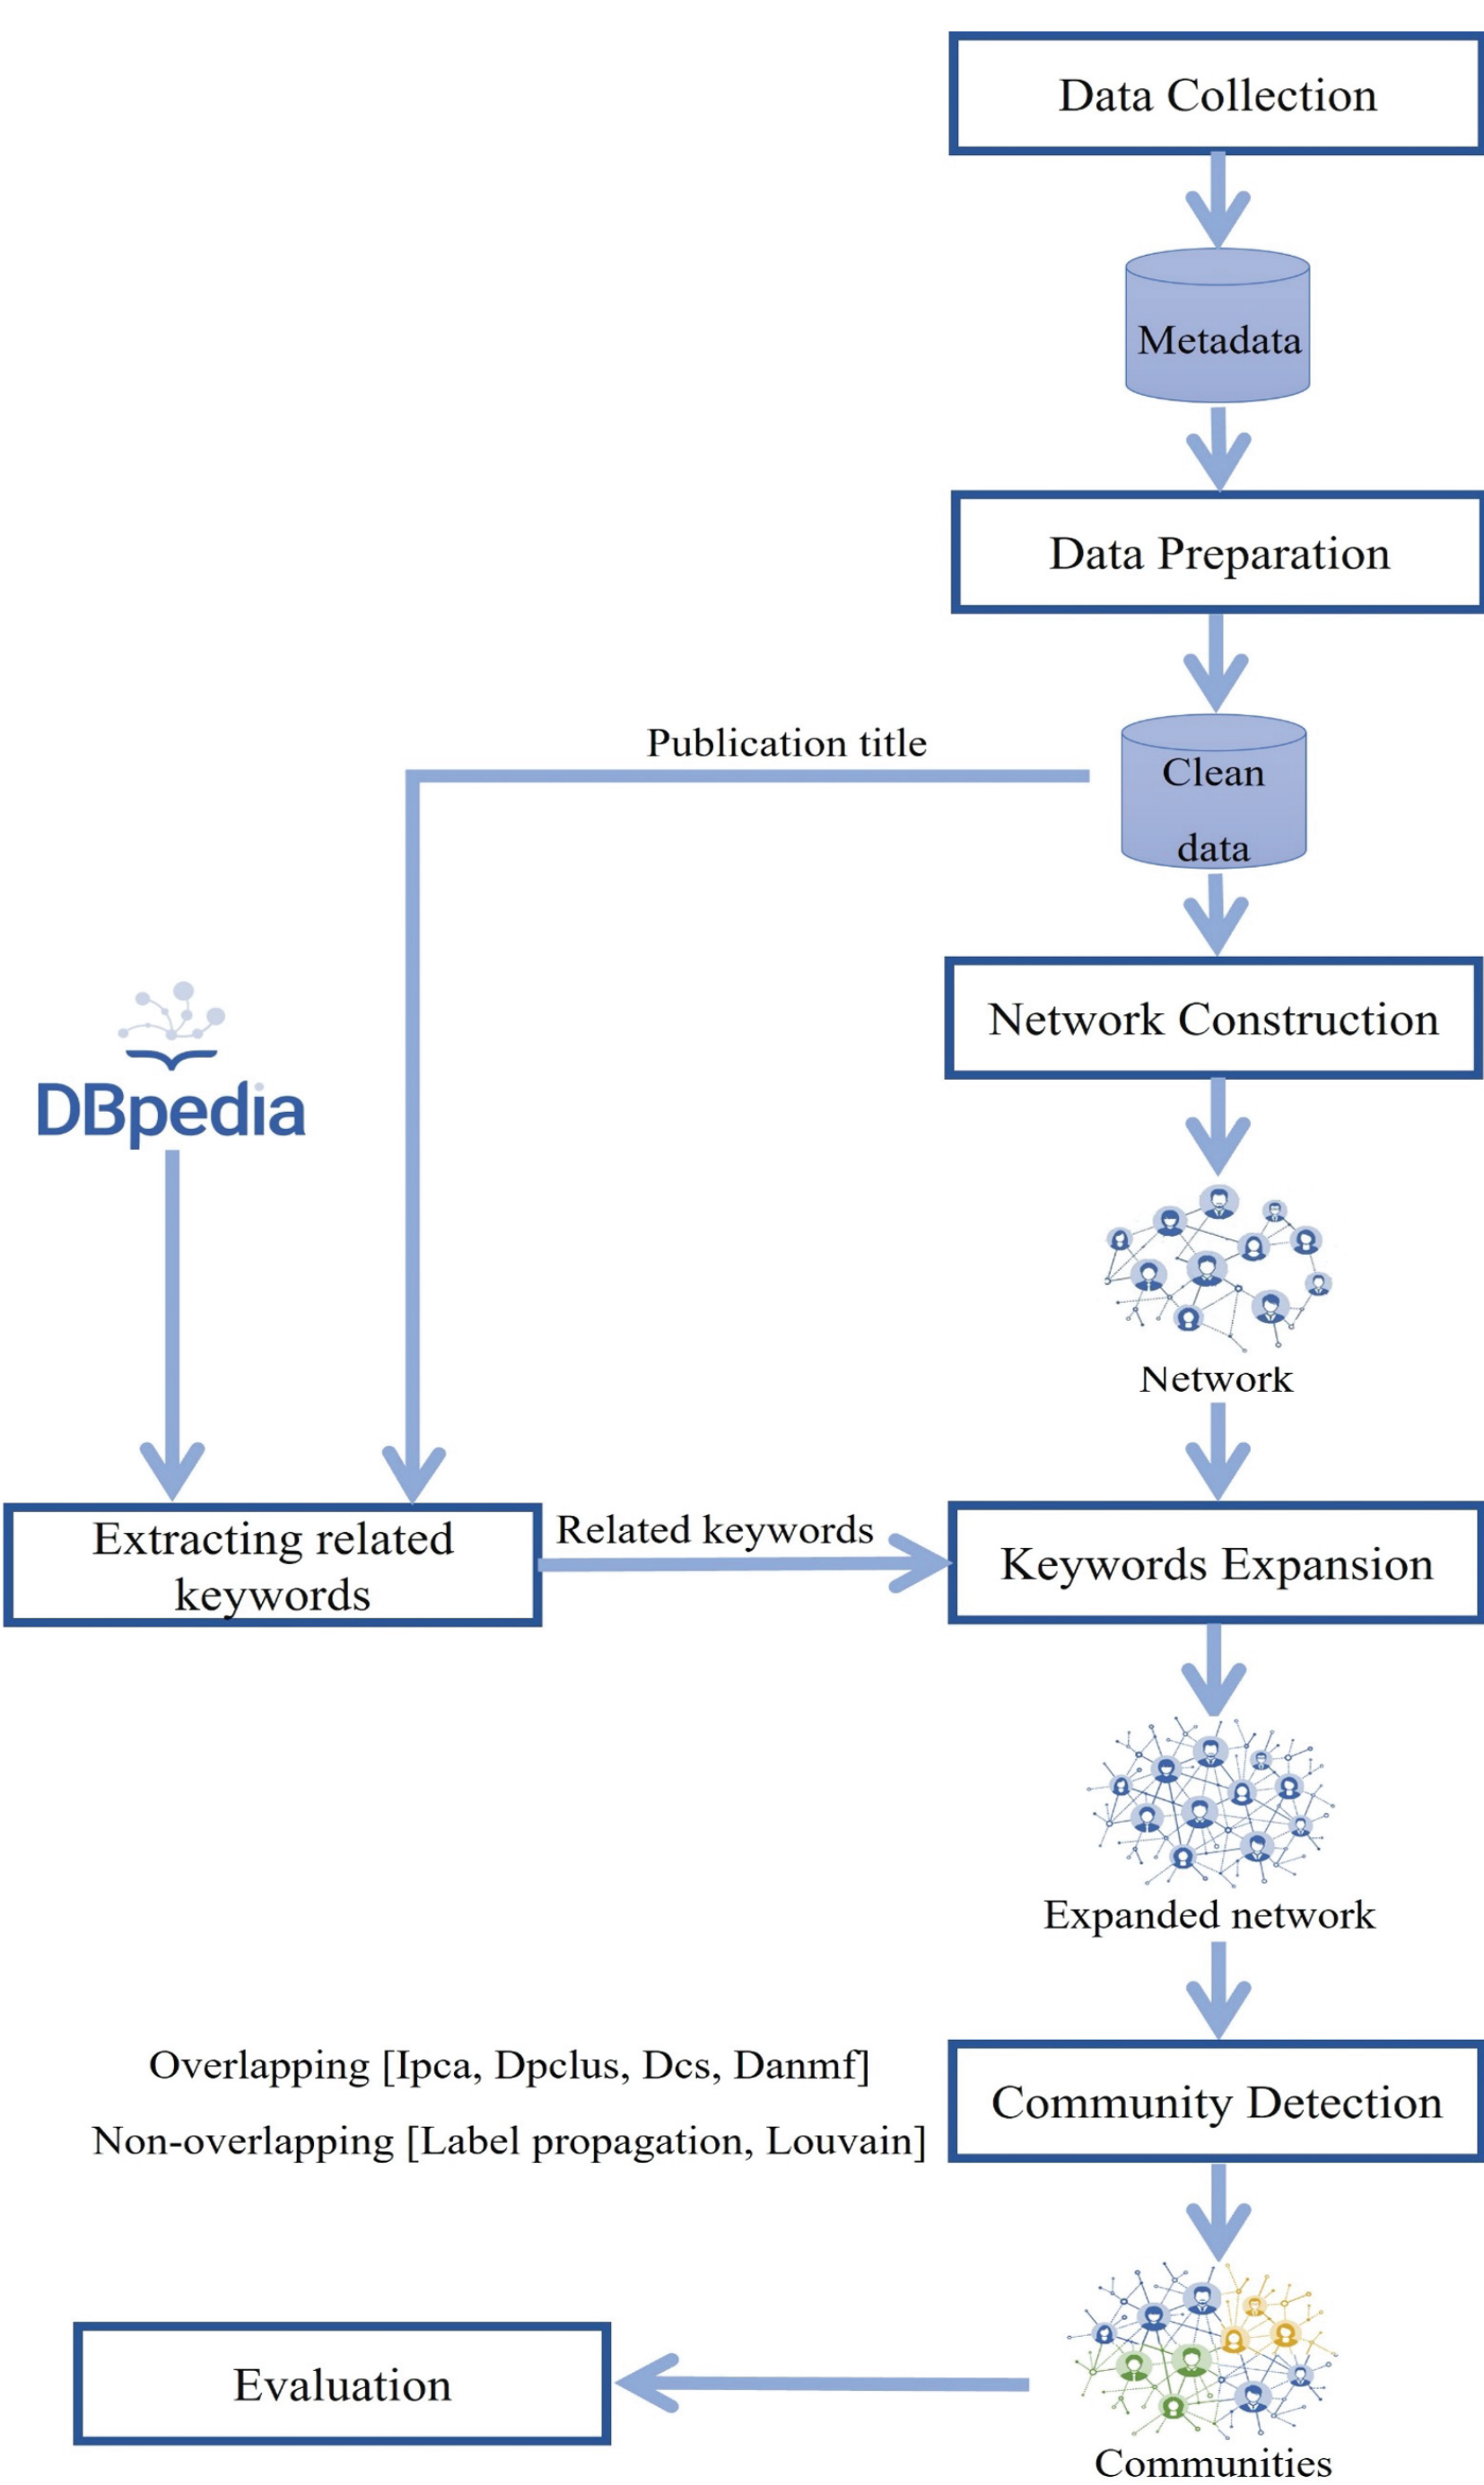 Data Collection
Metadata
Data Preparation
Publication title
Clean
data
Network Construction
DBpedia
Network
Extracting related
keywords
Related keywords
Keywords Expansion
Expanded network
Overlapping [Ipca, Dpclus, Dcs, Danmf]
Non-overlapping [Label propagation, Louvain]
Community Detection
Evaluation
Communities